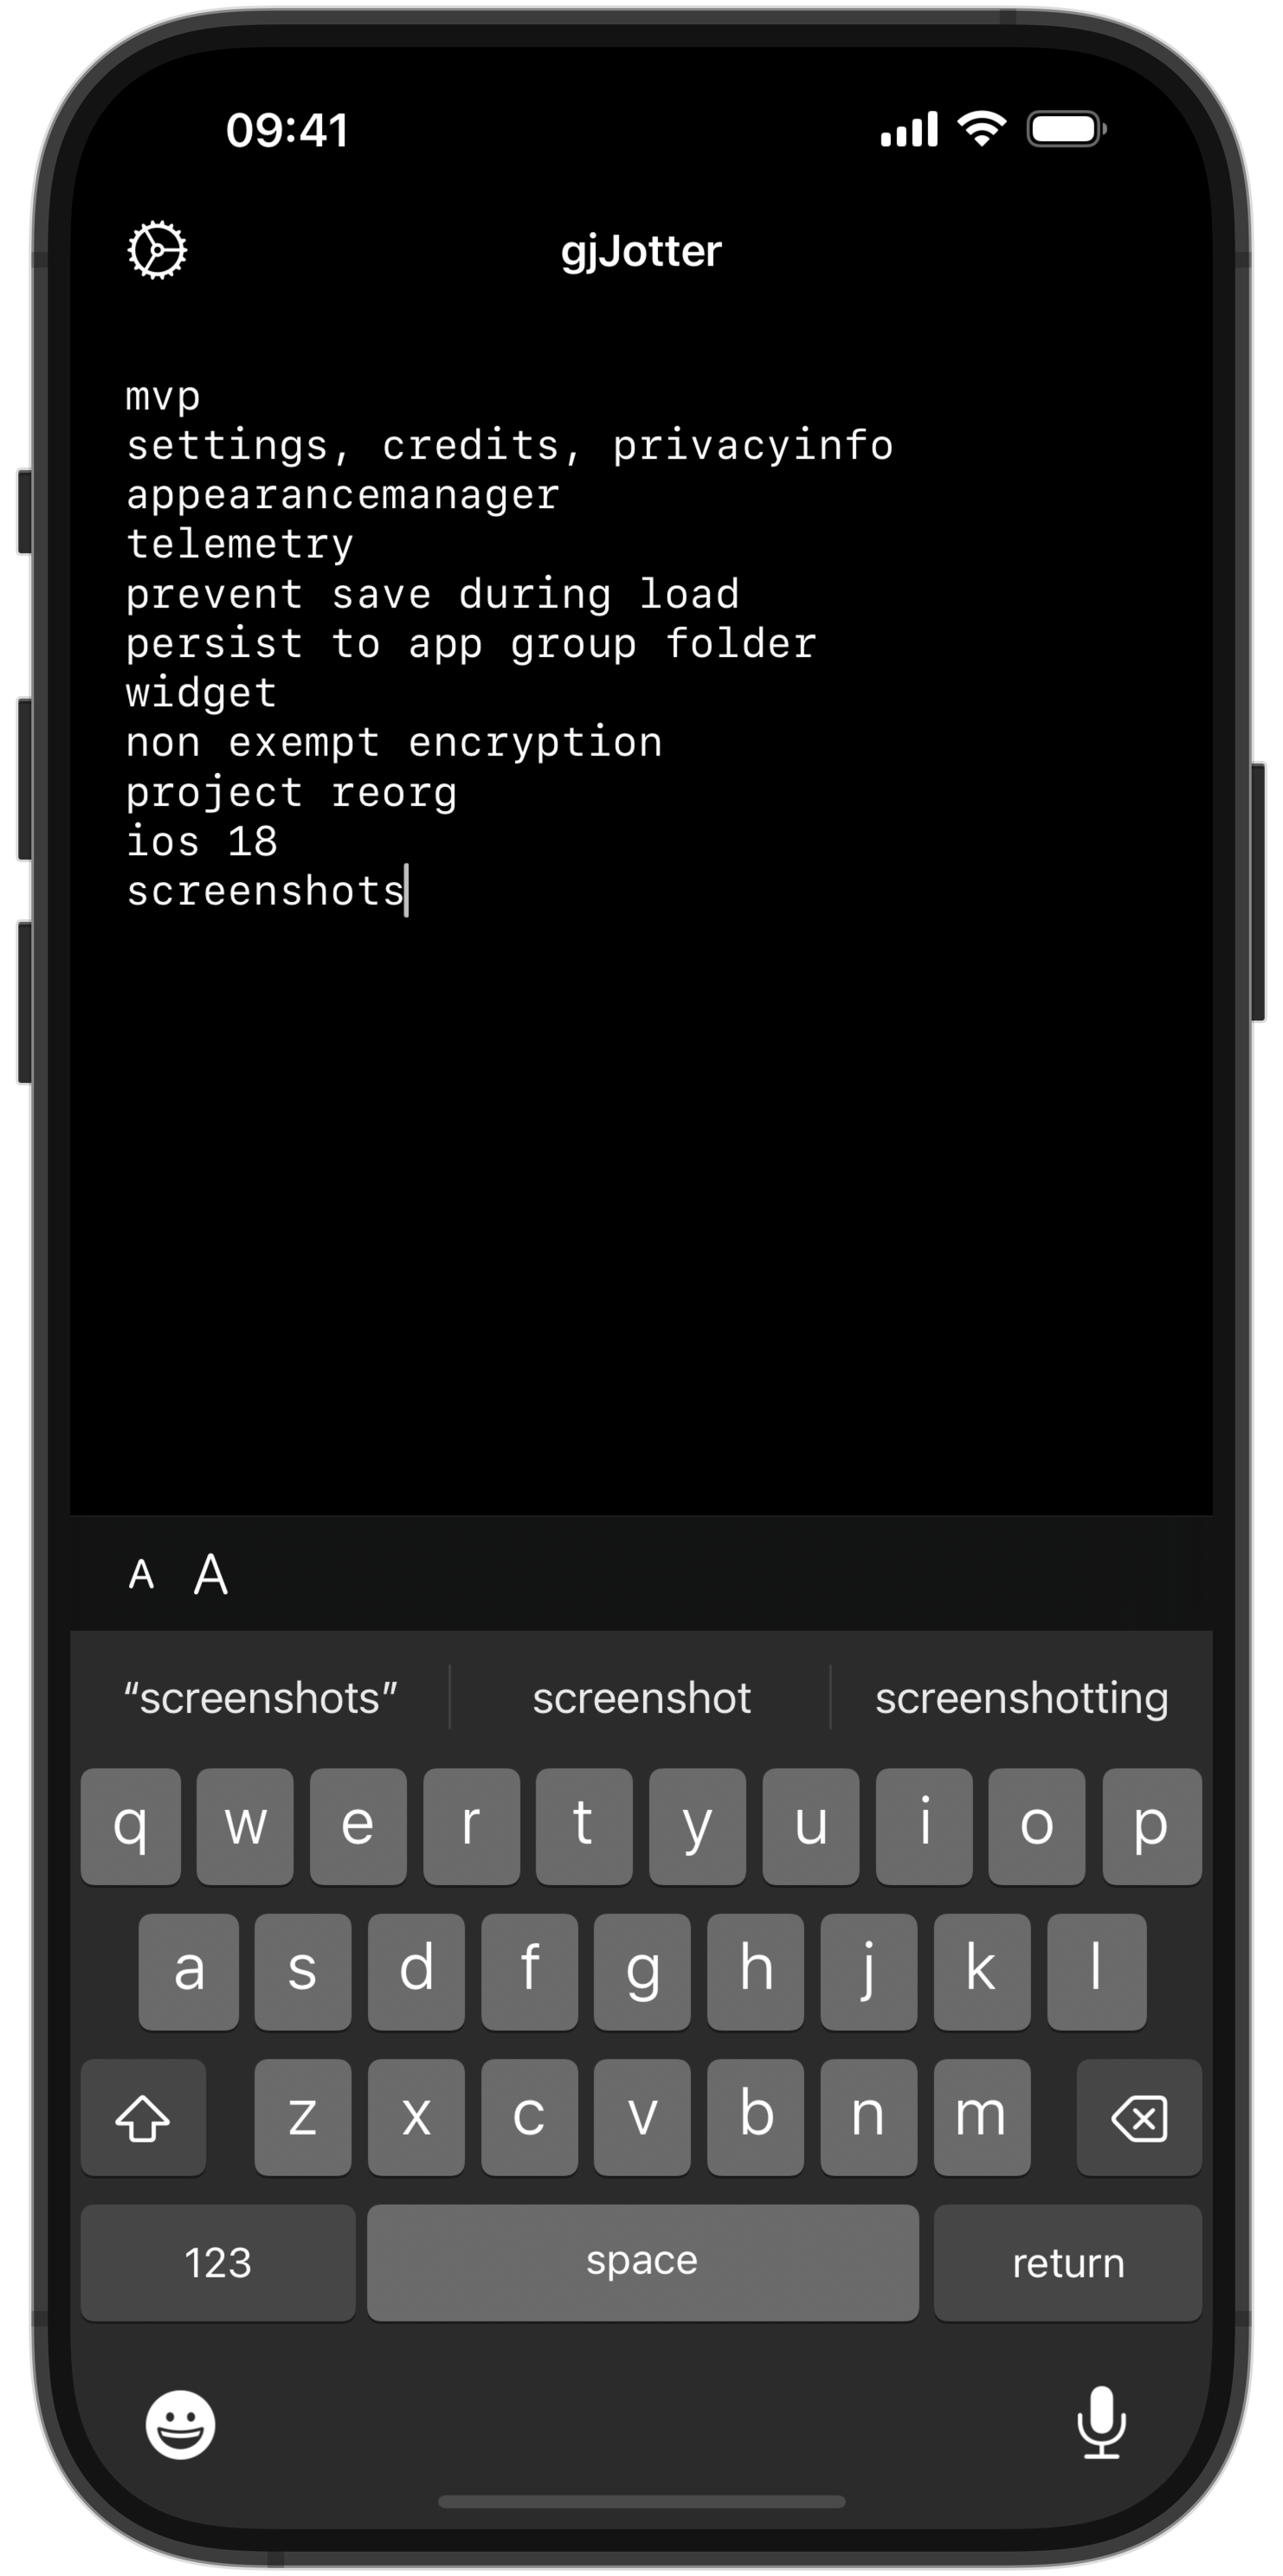 09:41
gjJotter
mvp
settings, credits, privacyinfo
appearancemanager
telemetry
prevent save during load
persist to app group folder
widget
non exempt encryption
project reorg
ios 18
screenshots
A A
“screenshots” screenshot screenshotting
q w e r t y u i o p
a s d f g h j k l
z x c v b n m
123 space return